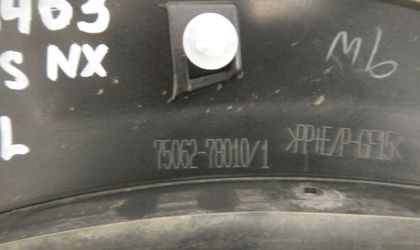 403
S NX
L
M6
75062-78010/1
>PP+E/P-GF15<